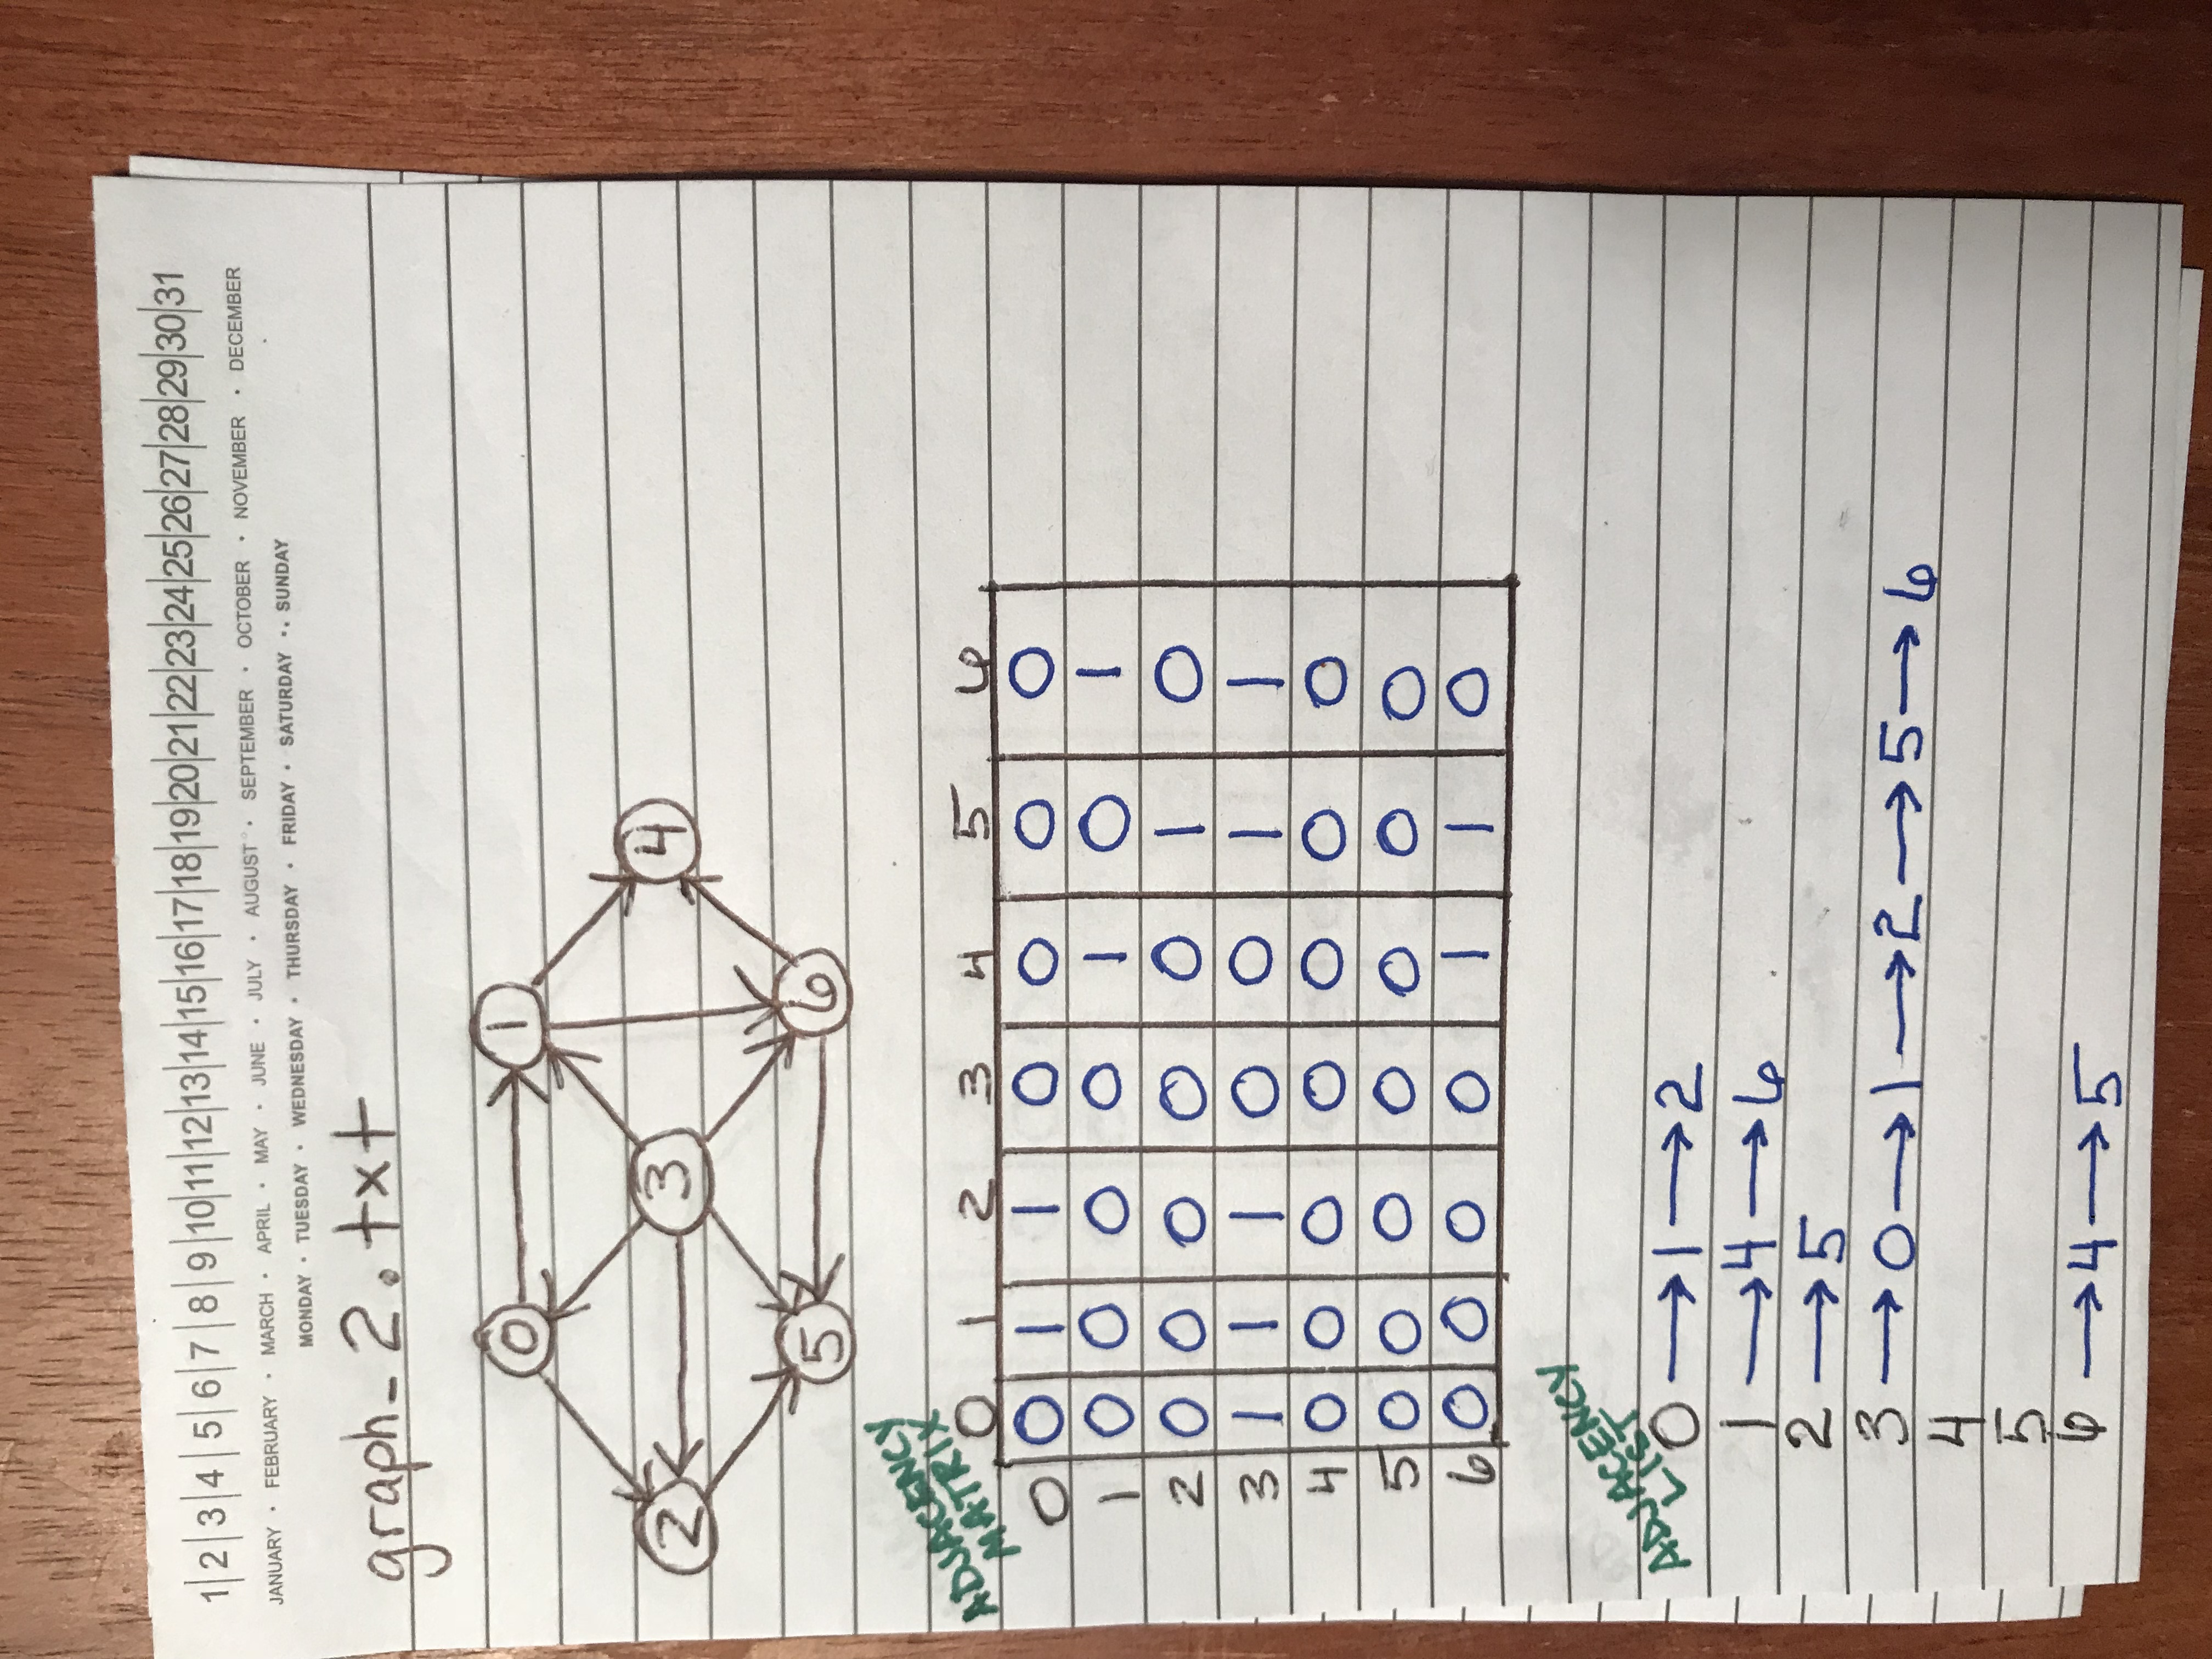 1|2|3|4|5|6|7|8|9|10|11|12|13|14|15|16|17|18|19|20|21|22|23|24|25|26|27|28|29|30|31
JANUARY · FEBRUARY · MARCH · APRIL · MAY · JUNE · JULY · AUGUST · SEPTEMBER · OCTOBER · NOVEMBER · DECEMBER
MONDAY · TUESDAY · WEDNESDAY · THURSDAY · FRIDAY · SATURDAY · SUNDAY
graph_2.txt
0 1
2 3 4
5 6
ADJACENCY
MATRIX
0 1 2 3 4 5 6
0 0 1 1 0 0 0 0
1 0 0 0 0 1 0 1
2 0 0 0 0 0 1 0
3 1 1 1 0 0 1 1
4 0 0 0 0 0 0 0
5 0 0 0 0 0 0 0
6 0 0 0 0 1 1 0
ADJACENCY
LIST
0 → 1 → 2
1 → 4 → 6
2 → 5
3 → 0 → 1 → 2 → 5 → 6
4
5
6 → 4 → 5